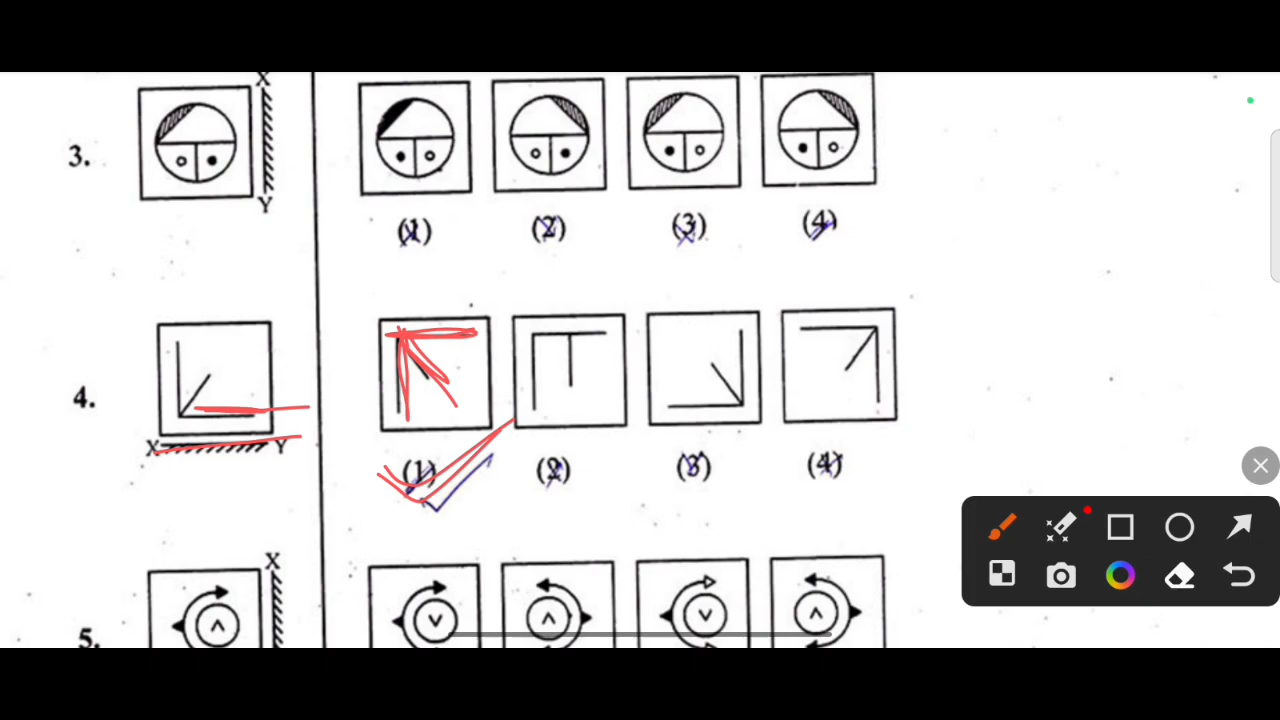 X
3.
Y
(1) (2) (3) (4)
4.
X Y
(1) (2) (3) (4)
X
5.